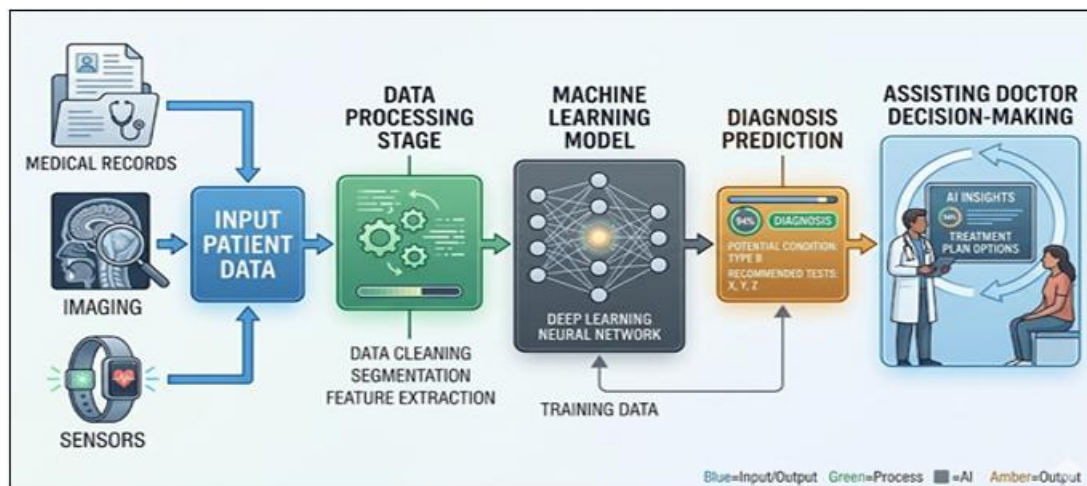 MEDICAL RECORDS
IMAGING
SENSORS
INPUT
PATIENT
DATA
DATA
PROCESSING
STAGE
DATA CLEANING
SEGMENTATION
FEATURE EXTRACTION
MACHINE
LEARNING
MODEL
DEEP LEARNING
NEURAL NETWORK
TRAINING DATA
DIAGNOSIS
PREDICTION
94%
DIAGNOSIS
POTENTIAL CONDITION:
TYPE B
RECOMMENDED TESTS:
X, Y, Z
ASSISTING DOCTOR
DECISION-MAKING
AI INSIGHTS
TREATMENT
PLAN OPTIONS
Blue=Input/Output Green=Process =AI Amber=Output